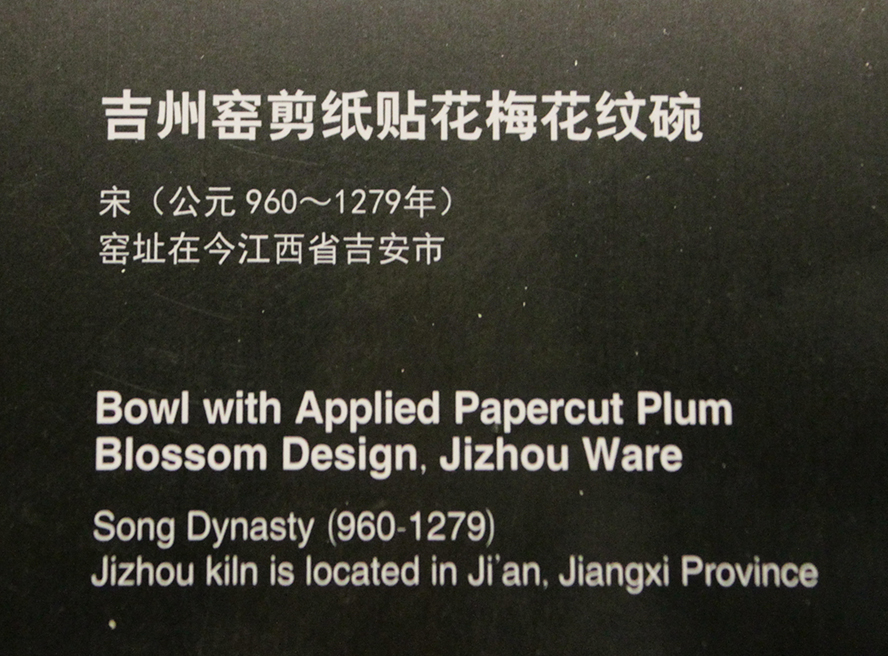 吉州窑剪纸贴花梅花纹碗
宋（公元 960～1279年）
窑址在今江西省吉安市
Bowl with Applied Papercut Plum
Blossom Design, Jizhou Ware
Song Dynasty (960-1279)
Jizhou kiln is located in Ji'an, Jiangxi Province